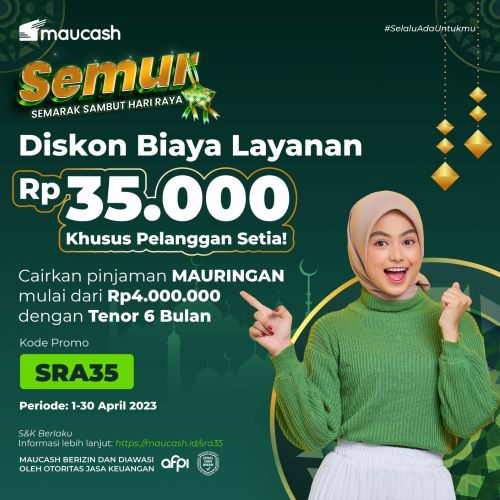 maucash
#SelaluAdaUntukmu
Semur
SEMARAK SAMBUT HARI RAYA
Diskon Biaya Layanan
Rp 35.000
Khusus Pelanggan Setia!
Cairkan pinjaman MAURINGAN
mulai dari Rp4.000.000
dengan Tenor 6 Bulan
Kode Promo
SRA35
Periode: 1-30 April 2023
S&K Berlaku
Informasi lebih lanjut: https://maucash.id/sra35
MAUCASH BERIZIN DAN DIAWASI
OLEH OTORITAS JASA KEUANGAN
afpi